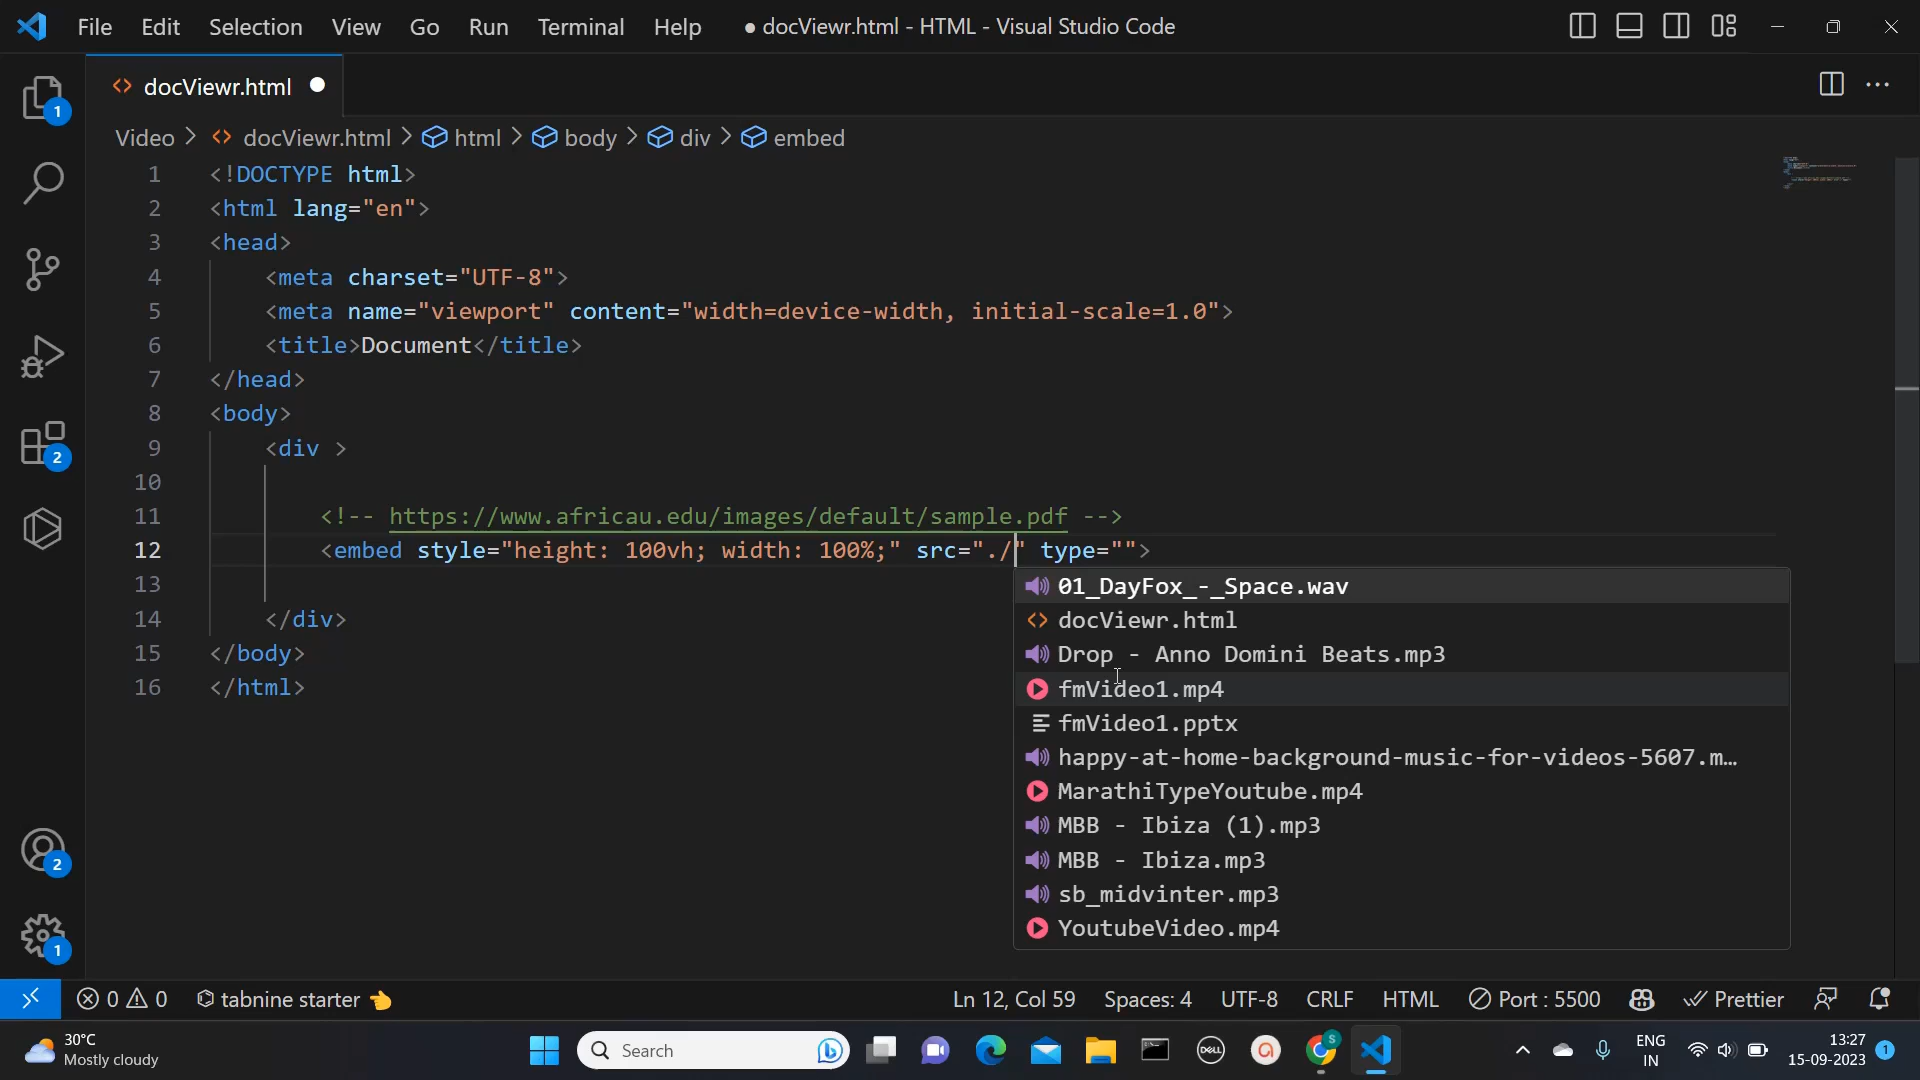 File Edit Selection View Go Run Terminal Help ● docViewr.html - HTML - Visual Studio Code
docViewr.html
Video > docViewr.html > html > body > div > embed
1 <!DOCTYPE html>
2 <html lang="en">
3 <head>
4 <meta charset="UTF-8">
5 <meta name="viewport" content="width=device-width, initial-scale=1.0">
6 <title>Document</title>
7 </head>
8 <body>
9 <div >
10
11 <!-- https://www.africau.edu/images/default/sample.pdf -->
12 <embed style="height: 100vh; width: 100%;" src="./" type="">
13
14 </div>
15 </body>
16 </html>
01_DayFox_-_Space.wav
docViewr.html
Drop - Anno Domini Beats.mp3
fmVideo1.mp4
fmVideo1.pptx
happy-at-home-background-music-for-videos-5607.m…
MarathiTypeYoutube.mp4
MBB - Ibiza (1).mp3
MBB - Ibiza.mp3
sb_midvinter.mp3
YoutubeVideo.mp4
1
2
2
1
0 0 tabnine starter 👈 Ln 12, Col 59 Spaces: 4 UTF-8 CRLF HTML Port : 5500 Prettier
30°C
Mostly cloudy
Search
DELL
S
ENG
IN
13:27
15-09-2023
1